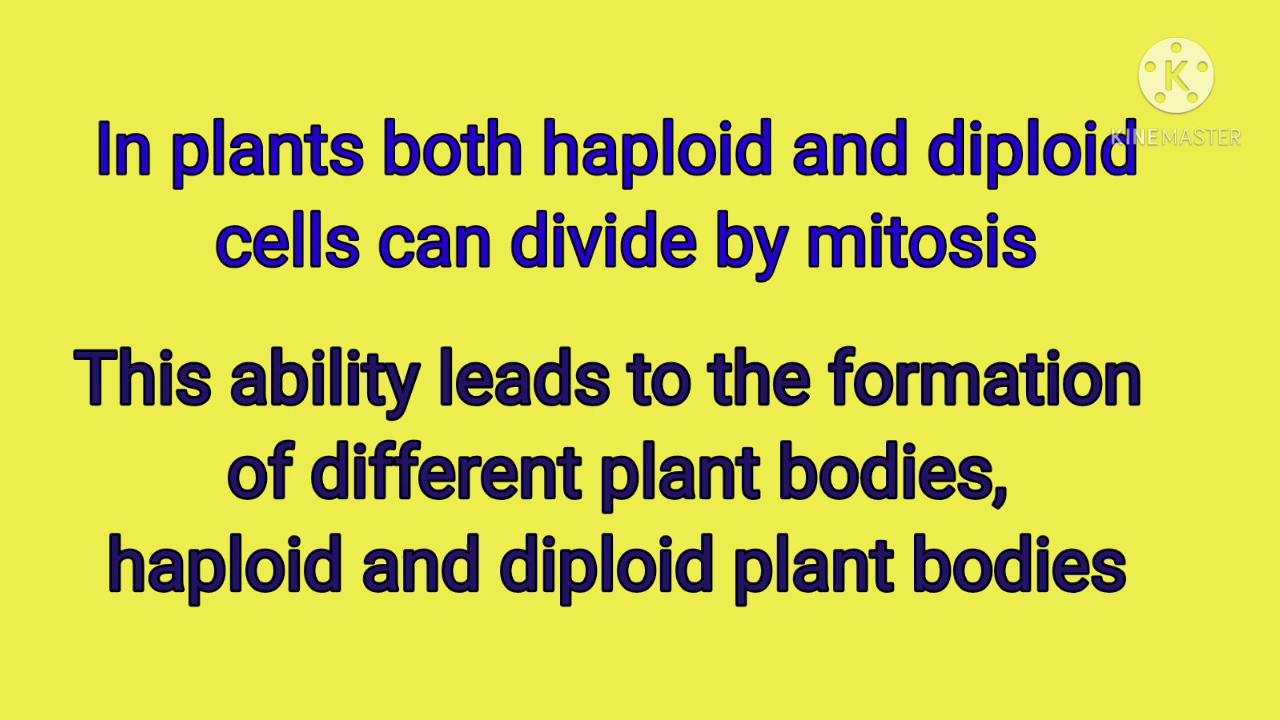 K
KINEMASTER
In plants both haploid and diploid
cells can divide by mitosis
This ability leads to the formation
of different plant bodies,
haploid and diploid plant bodies